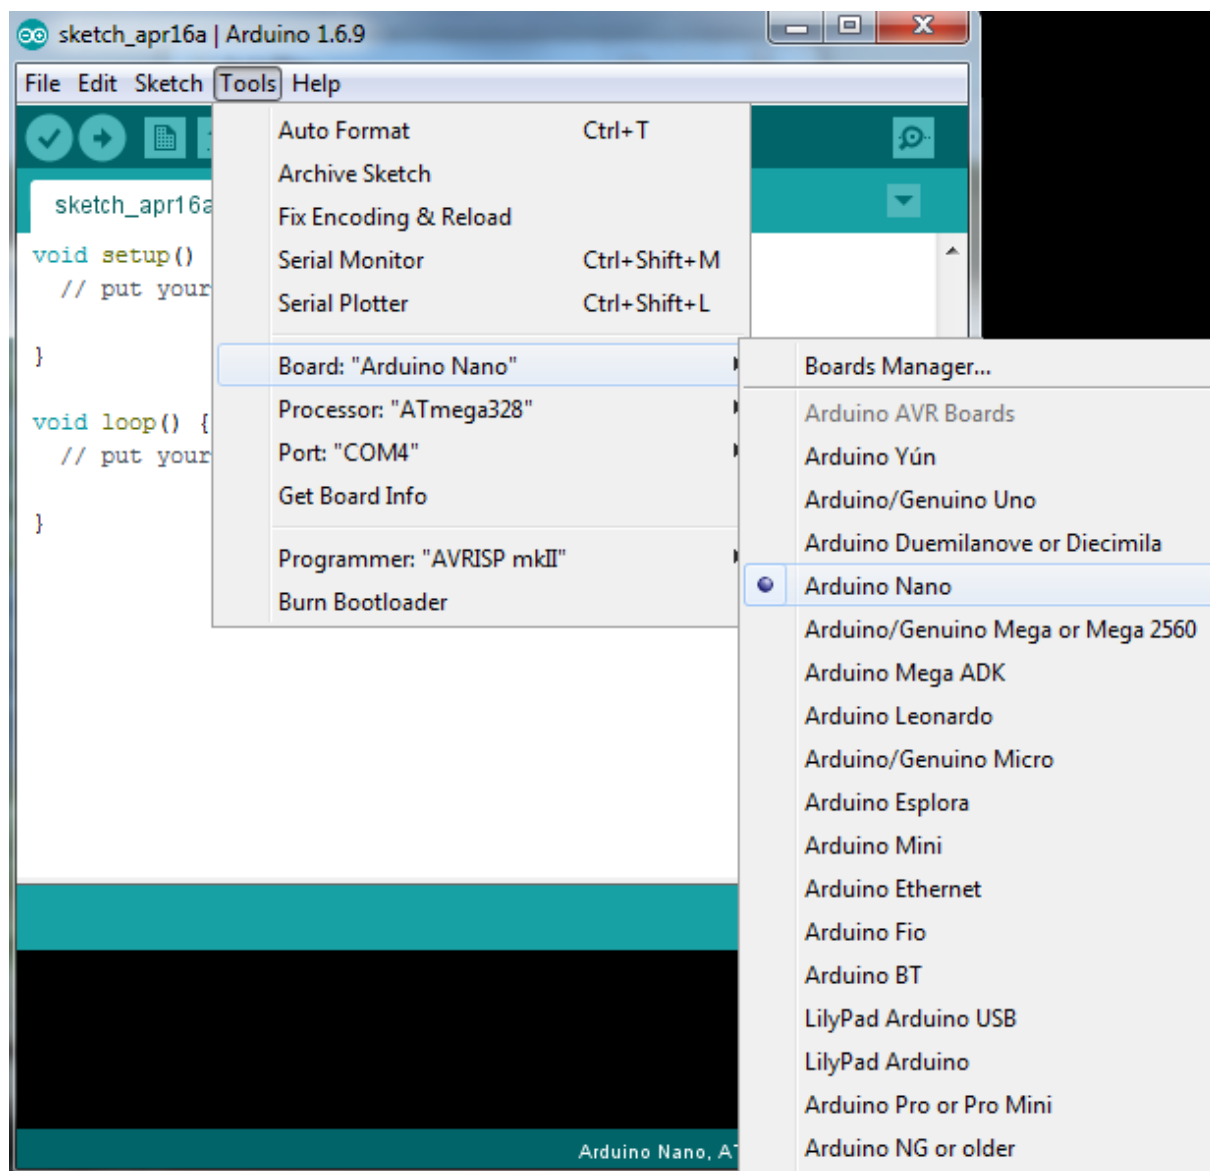 sketch_apr16a | Arduino 1.6.9
File Edit Sketch Tools Help
Auto Format Ctrl+T
Archive Sketch
Fix Encoding & Reload
Serial Monitor Ctrl+Shift+M
Serial Plotter Ctrl+Shift+L
Board: "Arduino Nano"
Processor: "ATmega328"
Port: "COM4"
Get Board Info
Programmer: "AVRISP mkII"
Burn Bootloader
sketch_apr16a
void setup()
// put your
}
void loop() {
// put your
}
Boards Manager...
Arduino AVR Boards
Arduino Yún
Arduino/Genuino Uno
Arduino Duemilanove or Diecimila
Arduino Nano
Arduino/Genuino Mega or Mega 2560
Arduino Mega ADK
Arduino Leonardo
Arduino/Genuino Micro
Arduino Esplora
Arduino Mini
Arduino Ethernet
Arduino Fio
Arduino BT
LilyPad Arduino USB
LilyPad Arduino
Arduino Pro or Pro Mini
Arduino NG or older
Arduino Nano, AT